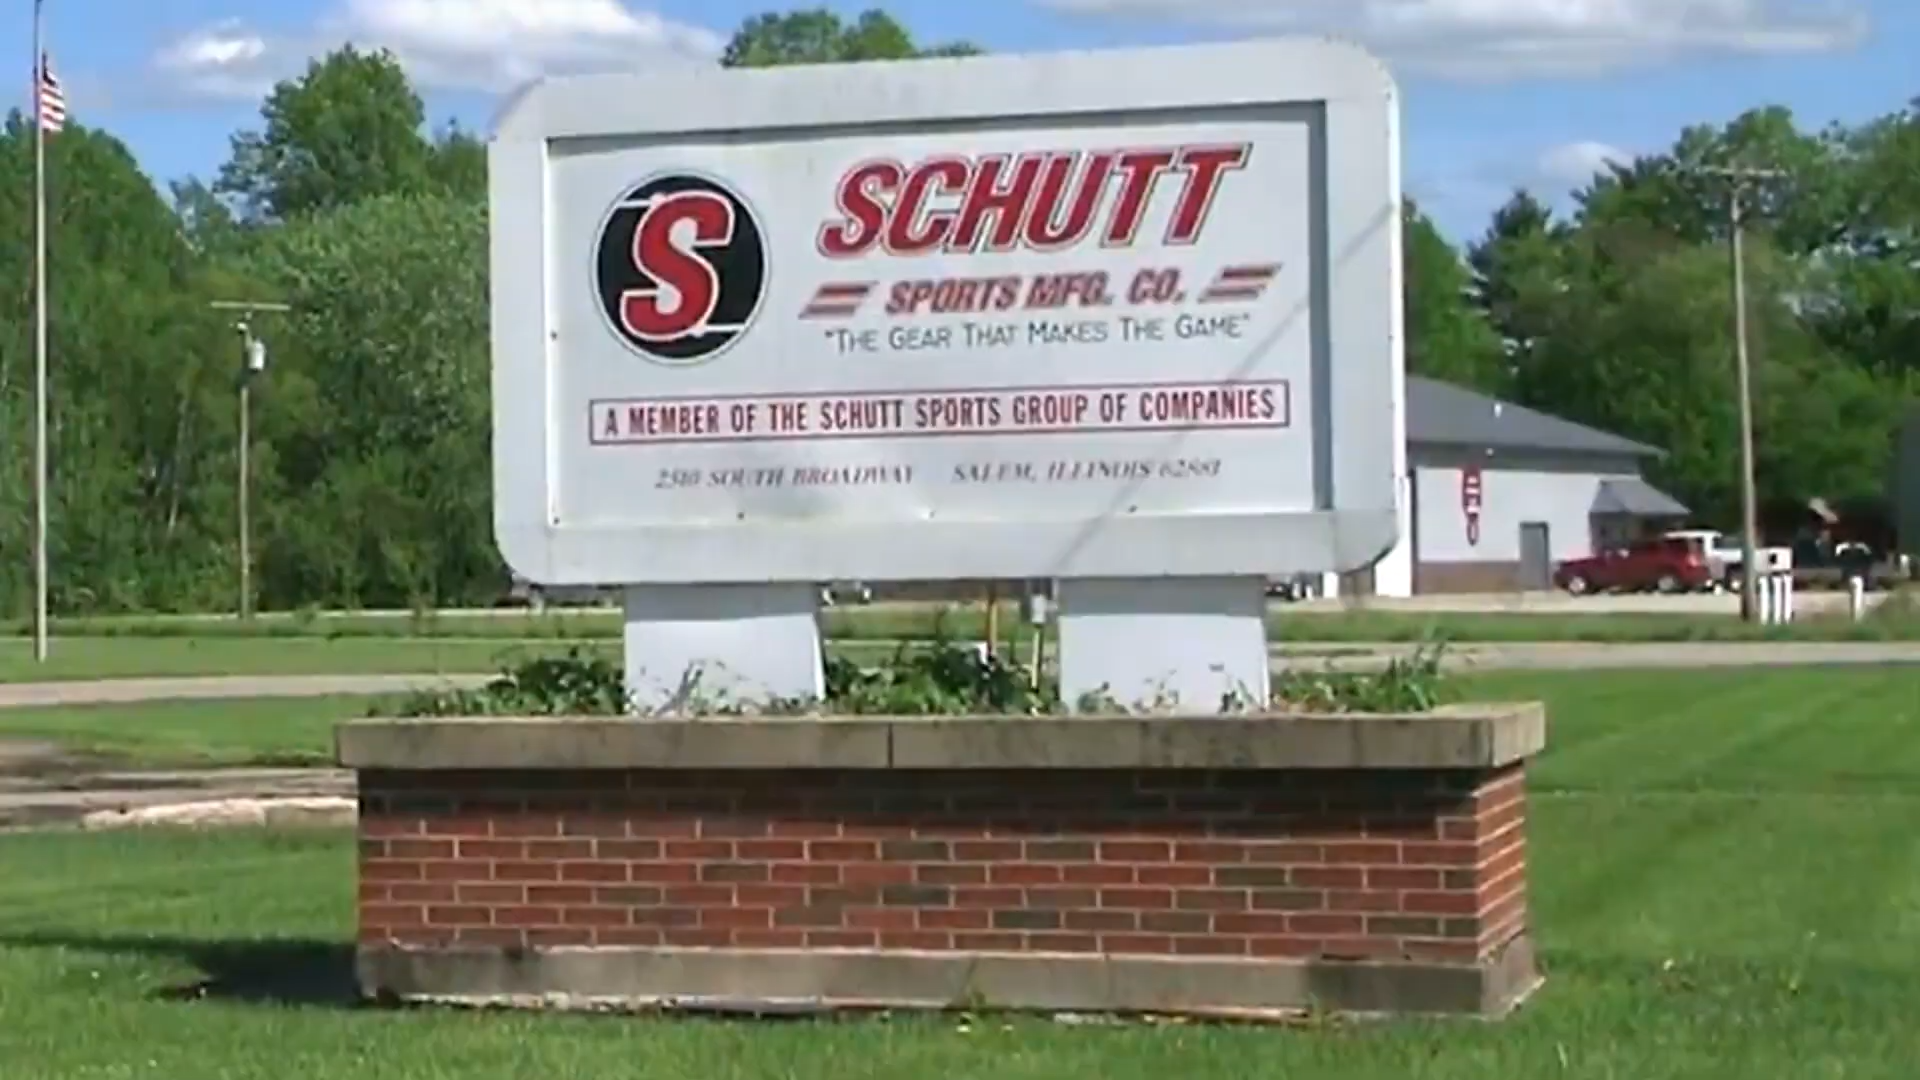 S
SCHUTT
SPORTS MFG. CO.
"THE GEAR THAT MAKES THE GAME"
A MEMBER OF THE SCHUTT SPORTS GROUP OF COMPANIES
SOUTH BROADWAY SALEM, ILLINOIS